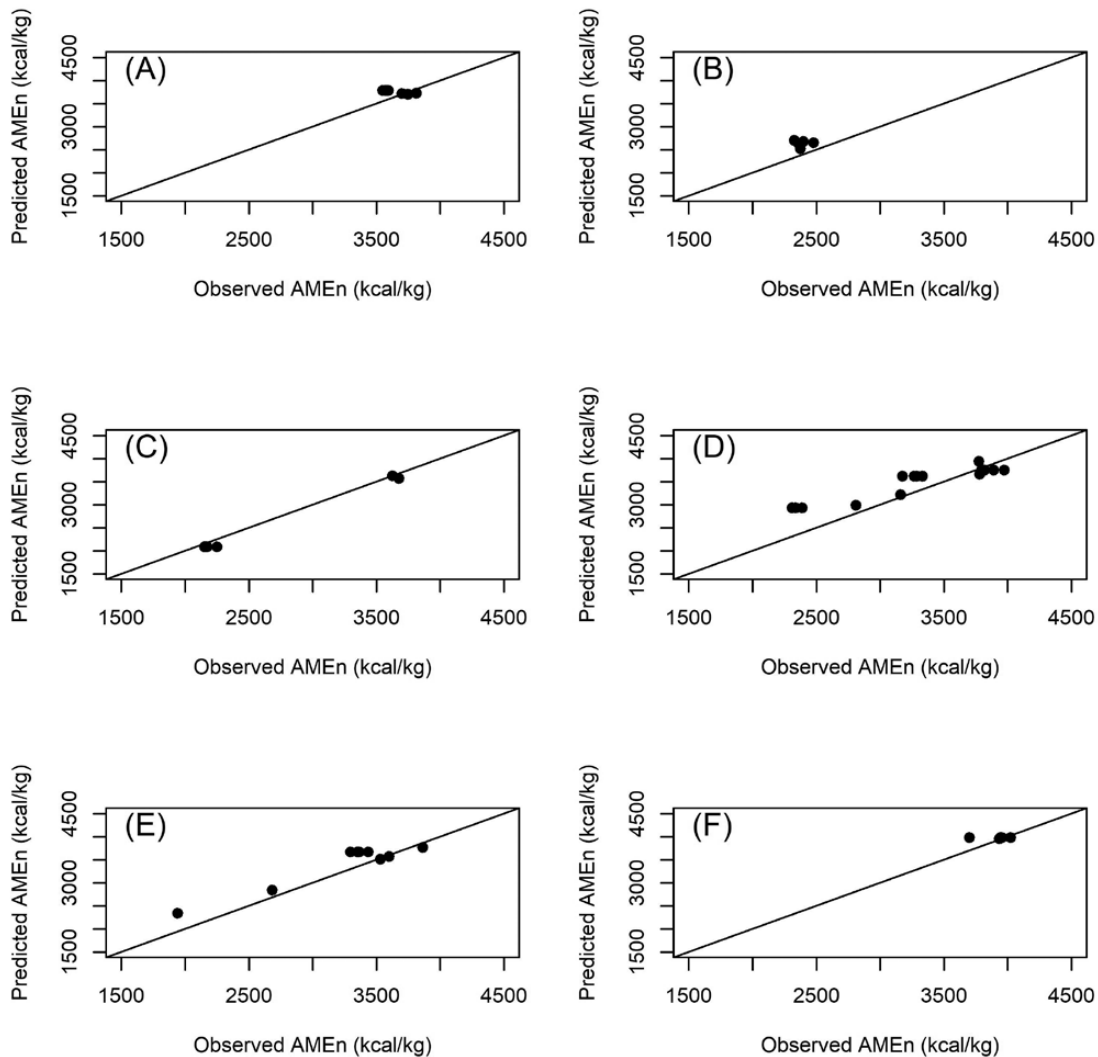 (A)
Predicted AMEn (kcal/kg)
4500
3000
1500
1500 2500 3500 4500
Observed AMEn (kcal/kg)
(B)
Predicted AMEn (kcal/kg)
4500
3000
1500
1500 2500 3500 4500
Observed AMEn (kcal/kg)
(C)
Predicted AMEn (kcal/kg)
4500
3000
1500
1500 2500 3500 4500
Observed AMEn (kcal/kg)
(D)
Predicted AMEn (kcal/kg)
4500
3000
1500
1500 2500 3500 4500
Observed AMEn (kcal/kg)
(E)
Predicted AMEn (kcal/kg)
4500
3000
1500
1500 2500 3500 4500
Observed AMEn (kcal/kg)
(F)
Predicted AMEn (kcal/kg)
4500
3000
1500
1500 2500 3500 4500
Observed AMEn (kcal/kg)